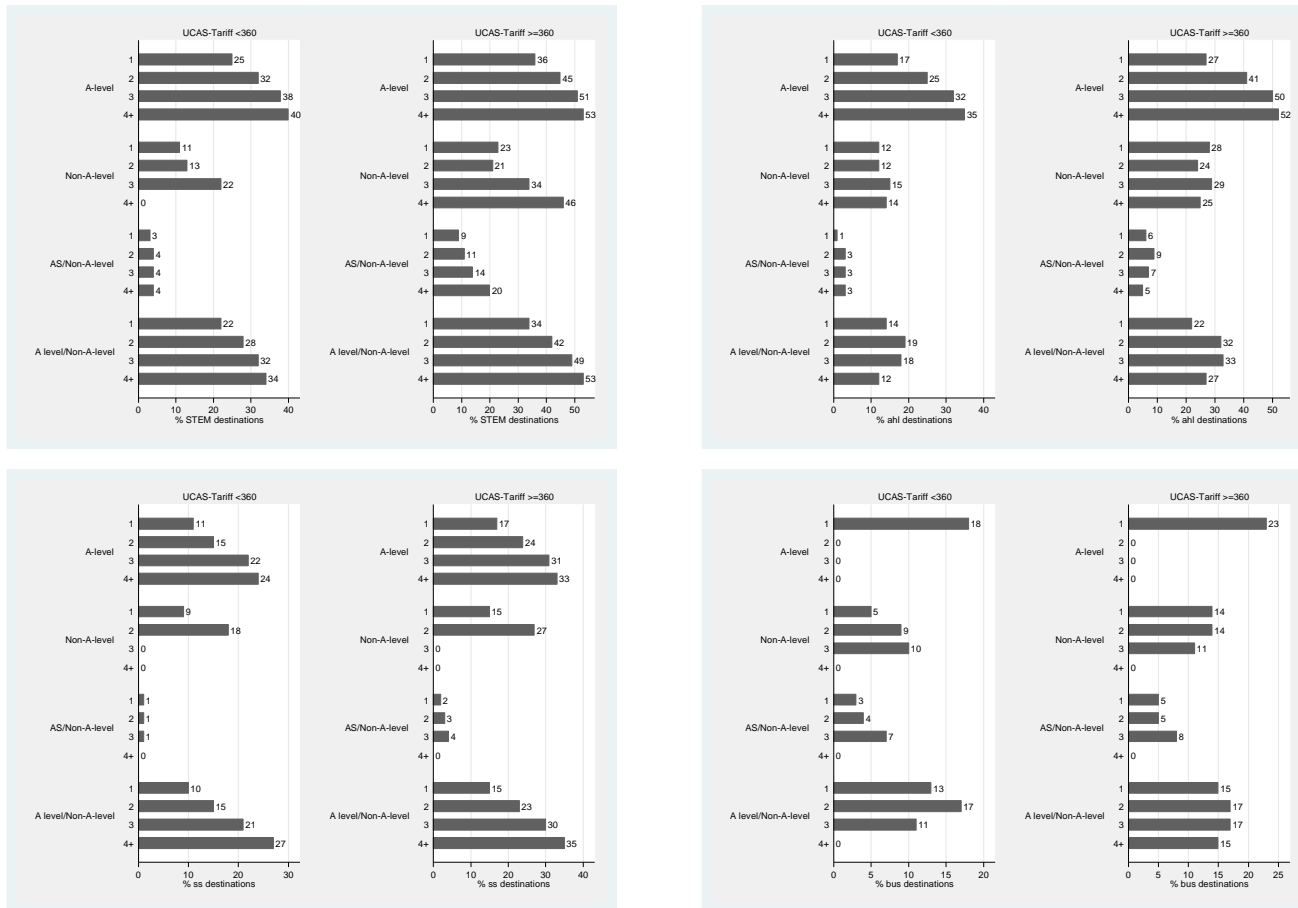 UCAS-Tariff <360
A-level
1 25
2 32
3 38
4+ 40
Non-A-level
1 11
2 13
3 22
4+ 0
AS/Non-A-level
1 3
2 4
3 4
4+ 4
A level/Non-A-level
1 22
2 28
3 32
4+ 34
0 10 20 30 40
% STEM destinations
UCAS-Tariff >=360
A-level
1 36
2 45
3 51
4+ 53
Non-A-level
1 23
2 21
3 34
4+ 46
AS/Non-A-level
1 9
2 11
3 14
4+ 20
A level/Non-A-level
1 34
2 42
3 49
4+ 53
0 10 20 30 40 50
% STEM destinations
UCAS-Tariff <360
A-level
1 17
2 25
3 32
4+ 35
Non-A-level
1 12
2 12
3 15
4+ 14
AS/Non-A-level
1 1
2 3
3 3
4+ 3
A level/Non-A-level
1 14
2 19
3 18
4+ 12
0 10 20 30 40
% ahl destinations
UCAS-Tariff >=360
A-level
1 27
2 41
3 50
4+ 52
Non-A-level
1 28
2 24
3 29
4+ 25
AS/Non-A-level
1 6
2 9
3 7
4+ 5
A level/Non-A-level
1 22
2 32
3 33
4+ 27
0 10 20 30 40 50
% ahl destinations
UCAS-Tariff <360
A-level
1 11
2 15
3 22
4+ 24
Non-A-level
1 9
2 18
3 0
4+ 0
AS/Non-A-level
1 1
2 1
3 1
4+ 0
A level/Non-A-level
1 10
2 15
3 21
4+ 27
0 10 20 30
% ss destinations
UCAS-Tariff >=360
A-level
1 17
2 24
3 31
4+ 33
Non-A-level
1 15
2 27
3 0
4+ 0
AS/Non-A-level
1 2
2 3
3 4
4+ 0
A level/Non-A-level
1 15
2 23
3 30
4+ 35
0 10 20 30 40
% ss destinations
UCAS-Tariff <360
A-level
1 18
2 0
3 0
4+ 0
Non-A-level
1 5
2 9
3 10
4+ 0
AS/Non-A-level
1 3
2 4
3 7
4+ 0
A level/Non-A-level
1 13
2 17
3 11
4+ 0
0 5 10 15 20
% bus destinations
UCAS-Tariff >=360
A-level
1 23
2 0
3 0
4+ 0
Non-A-level
1 14
2 14
3 11
4+ 0
AS/Non-A-level
1 5
2 5
3 8
4+ 0
A level/Non-A-level
1 15
2 17
3 17
4+ 15
0 5 10 15 20 25
% bus destinations